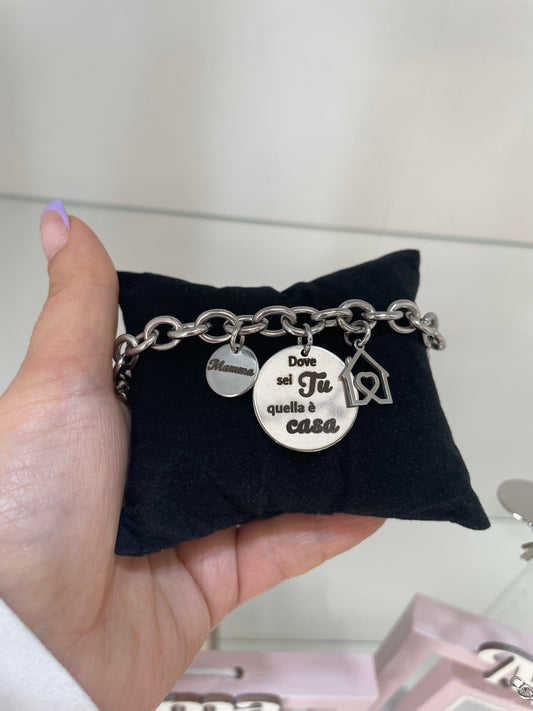 Mamma
Dove
sei Tu
quella è
casa